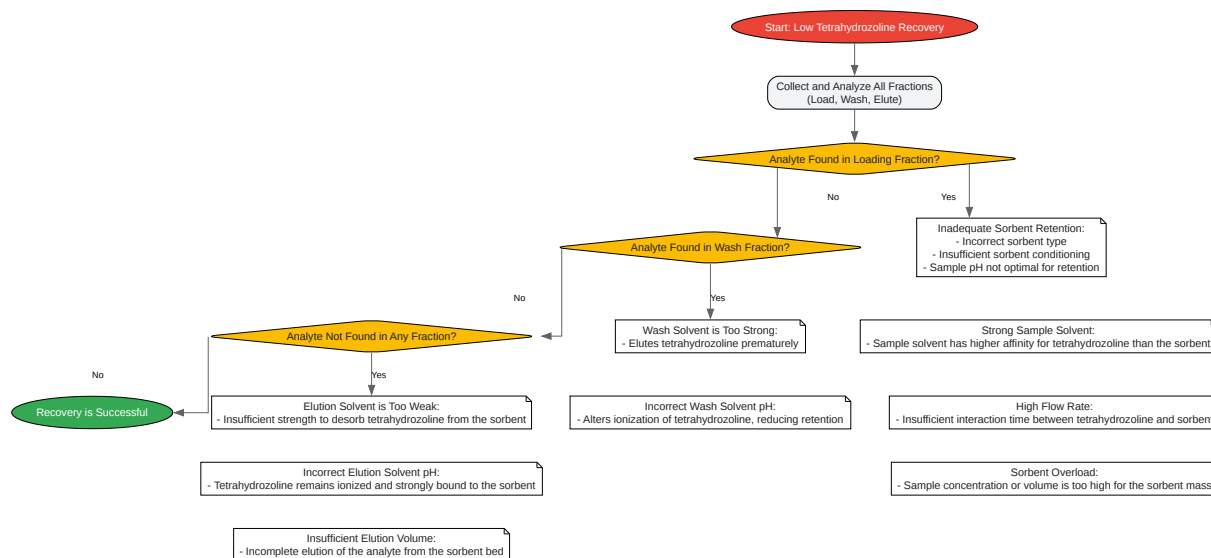 Start: Low Tetrahydrozoline Recovery
Collect and Analyze All Fractions
(Load, Wash, Elute)
Analyte Found in Loading Fraction?
No
Yes
Inadequate Sorbent Retention:
- Incorrect sorbent type
- Insufficient sorbent conditioning
- Sample pH not optimal for retention
Analyte Found in Wash Fraction?
No
Yes
Wash Solvent is Too Strong:
- Elutes tetrahydrozoline prematurely
Strong Sample Solvent:
- Sample solvent has higher affinity for tetrahydrozoline than the sorbent
Analyte Not Found in Any Fraction?
No
Yes
Recovery is Successful
Elution Solvent is Too Weak:
- Insufficient strength to desorb tetrahydrozoline from the sorbent
Incorrect Wash Solvent pH:
- Alters ionization of tetrahydrozoline, reducing retention
High Flow Rate:
- Insufficient interaction time between tetrahydrozoline and sorbent
Incorrect Elution Solvent pH:
- Tetrahydrozoline remains ionized and strongly bound to the sorbent
Sorbent Overload:
- Sample concentration or volume is too high for the sorbent mass
Insufficient Elution Volume:
- Incomplete elution of the analyte from the sorbent bed